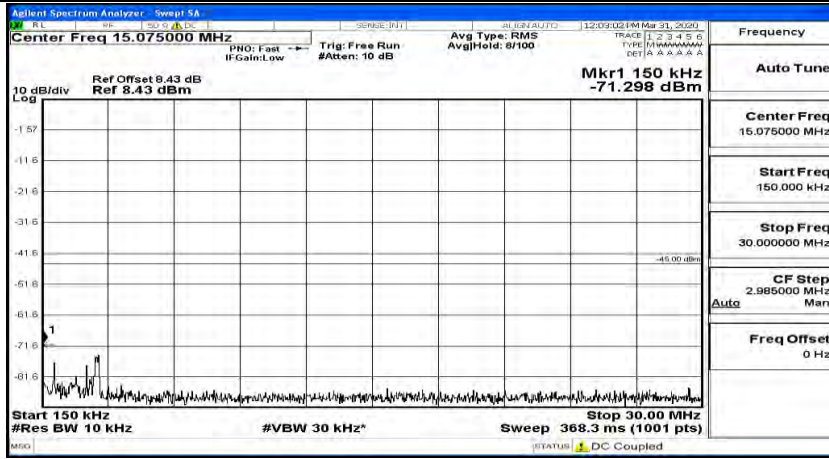 Agilent Spectrum Analyzer - Swept SA
RL RF 50 Ω DC SENSE:INT ALIGN AUTO 12:09:02 PM Mar 31, 2020
Center Freq 15.075000 MHz
PNO: Fast
IFGain:Low
Trig: Free Run
#Atten: 10 dB
Avg Type: RMS
Avg|Hold: 8/100
TRACE 1 2 3 4 5 6
TYPE MWWWWW
DET A A A A A A
Ref Offset 8.43 dB
Ref 8.43 dBm
10 dB/div
Log
Mkr1 150 kHz
-71.298 dBm
-1.57
-11.6
-21.6
-31.6
-41.6
-45.00 dBm
-51.6
-61.6
1
-71.6
-81.6
Start 150 kHz
Stop 30.00 MHz
#Res BW 10 kHz
#VBW 30 kHz*
Sweep 368.3 ms (1001 pts)
MSG
STATUS
DC Coupled
Frequency
Auto Tune
Center Freq
15.075000 MHz
Start Freq
150.000 kHz
Stop Freq
30.000000 MHz
CF Step
2.985000 MHz
Auto Man
Freq Offset
0 Hz